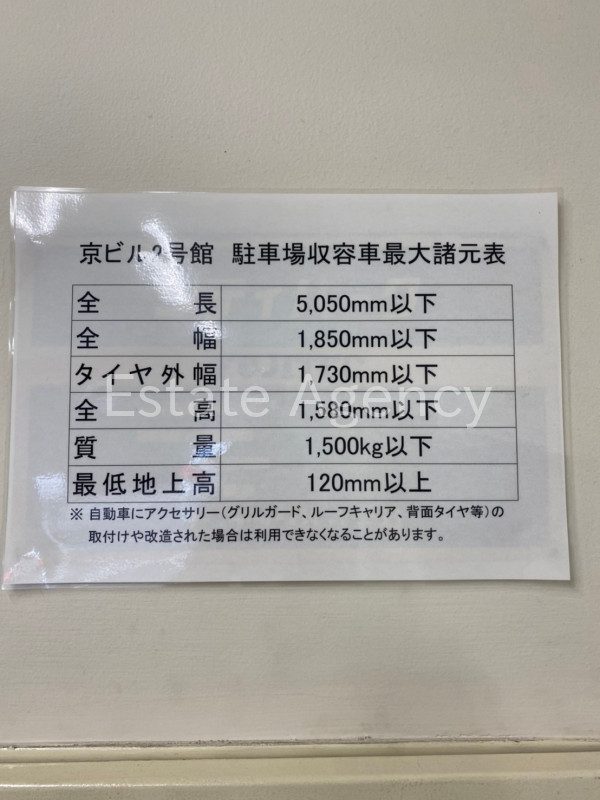 京ビル2号館 駐車場収容車最大諸元表
全長 5,050mm以下
全幅 1,850mm以下
タイヤ外幅 1,730mm以下
全高 1,580mm以下
質量 1,500kg以下
最低地上高 120mm以上
※ 自動車にアクセサリー(グリルガード、ルーフキャリア、背面タイヤ等)の
取付けや改造された場合は利用できなくなることがあります。
Estate Agency